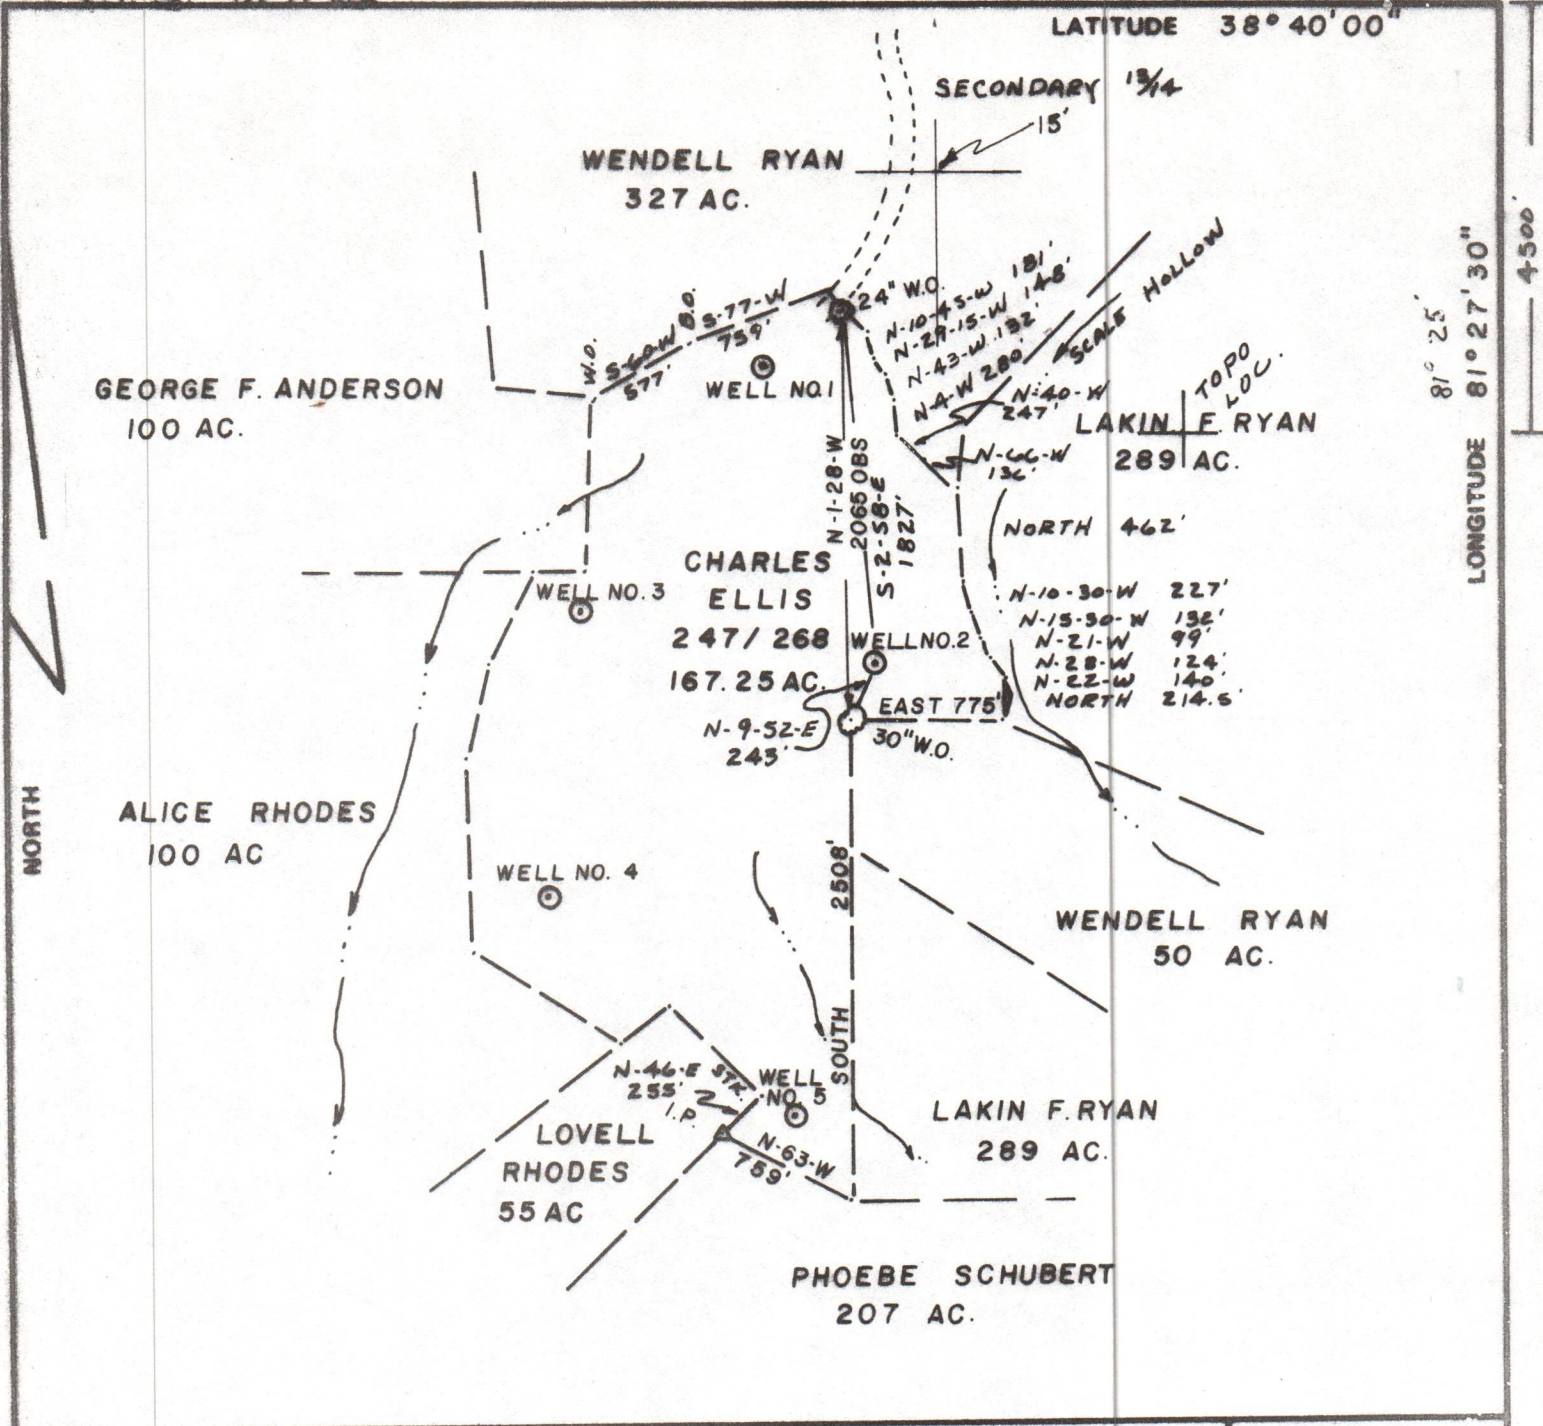 LATITUDE 38° 40' 00"
SECONDARY 13/14
15'
WENDELL RYAN
327 AC.
4500'
81° 25'
LONGITUDE 81° 27' 30"
24" W.O.
N-10-45-W 181'
N-29-15-W 148'
N-43-W 132'
N-4-W 280'
N-40-W
247'
SCALE HOLLOW
TOPO
LOC.
B.O.
S-77-W
759'
W.O.
S-60-W
577'
WELL NO.1
GEORGE F. ANDERSON
100 AC.
LAKIN F. RYAN
289 AC.
N-66-W
136'
N-1-28-W
2065 OBS
S-2-58-E
1827'
NORTH 462'
CHARLES
ELLIS
247/268
167.25 AC.
WELL NO. 3
WELL NO.2
N-10-30-W 227'
N-15-30-W 132'
N-21-W 99'
N-28-W 124'
N-22-W 140'
NORTH 214.5'
EAST 775'
30" W.O.
N-9-52-E
243'
NORTH
ALICE RHODES
100 AC
WELL NO. 4
2508'
SOUTH
WENDELL RYAN
50 AC.
N-46-E
255'
STK.
I.P.
WELL
NO. 5
LOVELL
RHODES
55 AC
N-63-W
759'
LAKIN F. RYAN
289 AC.
PHOEBE SCHUBERT
207 AC.